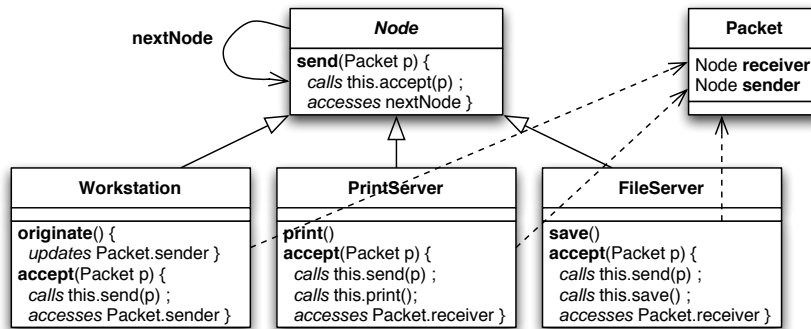 nextNode
Node
send(Packet p) {
calls this.accept(p) ;
accesses nextNode }
Packet
Node receiver
Node sender
Workstation
originate() {
updates Packet.sender }
accept(Packet p) {
calls this.send(p) ;
accesses Packet.sender }
PrintServer
print()
accept(Packet p) {
calls this.send(p) ;
calls this.print();
accesses Packet.receiver }
FileServer
save()
accept(Packet p) {
calls this.send(p) ;
calls this.save() ;
accesses Packet.receiver }